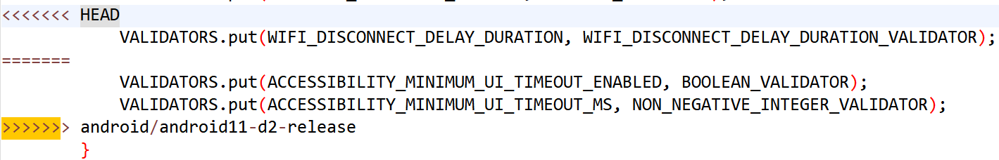 <<<<<<< HEAD
VALIDATORS.put(WIFI_DISCONNECT_DELAY_DURATION, WIFI_DISCONNECT_DELAY_DURATION_VALIDATOR);
=======
VALIDATORS.put(ACCESSIBILITY_MINIMUM_UI_TIMEOUT_ENABLED, BOOLEAN_VALIDATOR);
VALIDATORS.put(ACCESSIBILITY_MINIMUM_UI_TIMEOUT_MS, NON_NEGATIVE_INTEGER_VALIDATOR);
>>>>>>> android/android11-d2-release
}